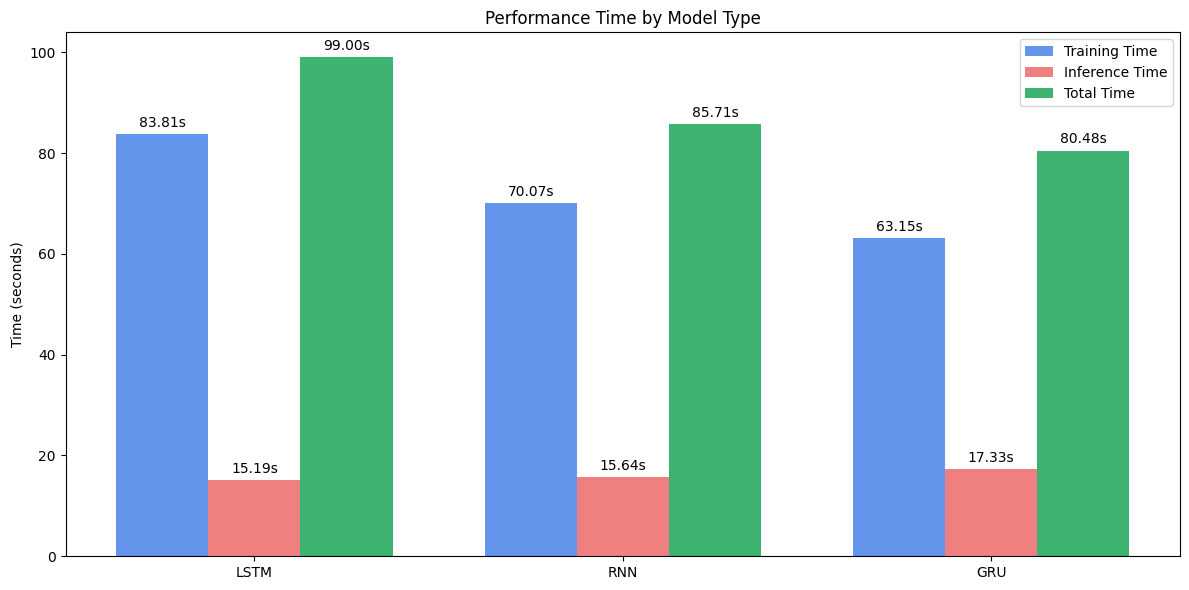 Performance Time by Model Type
Time (seconds)
100
80
60
40
20
0
Training Time
Inference Time
Total Time
83.81s
15.19s
99.00s
70.07s
15.64s
85.71s
63.15s
17.33s
80.48s
LSTM
RNN
GRU